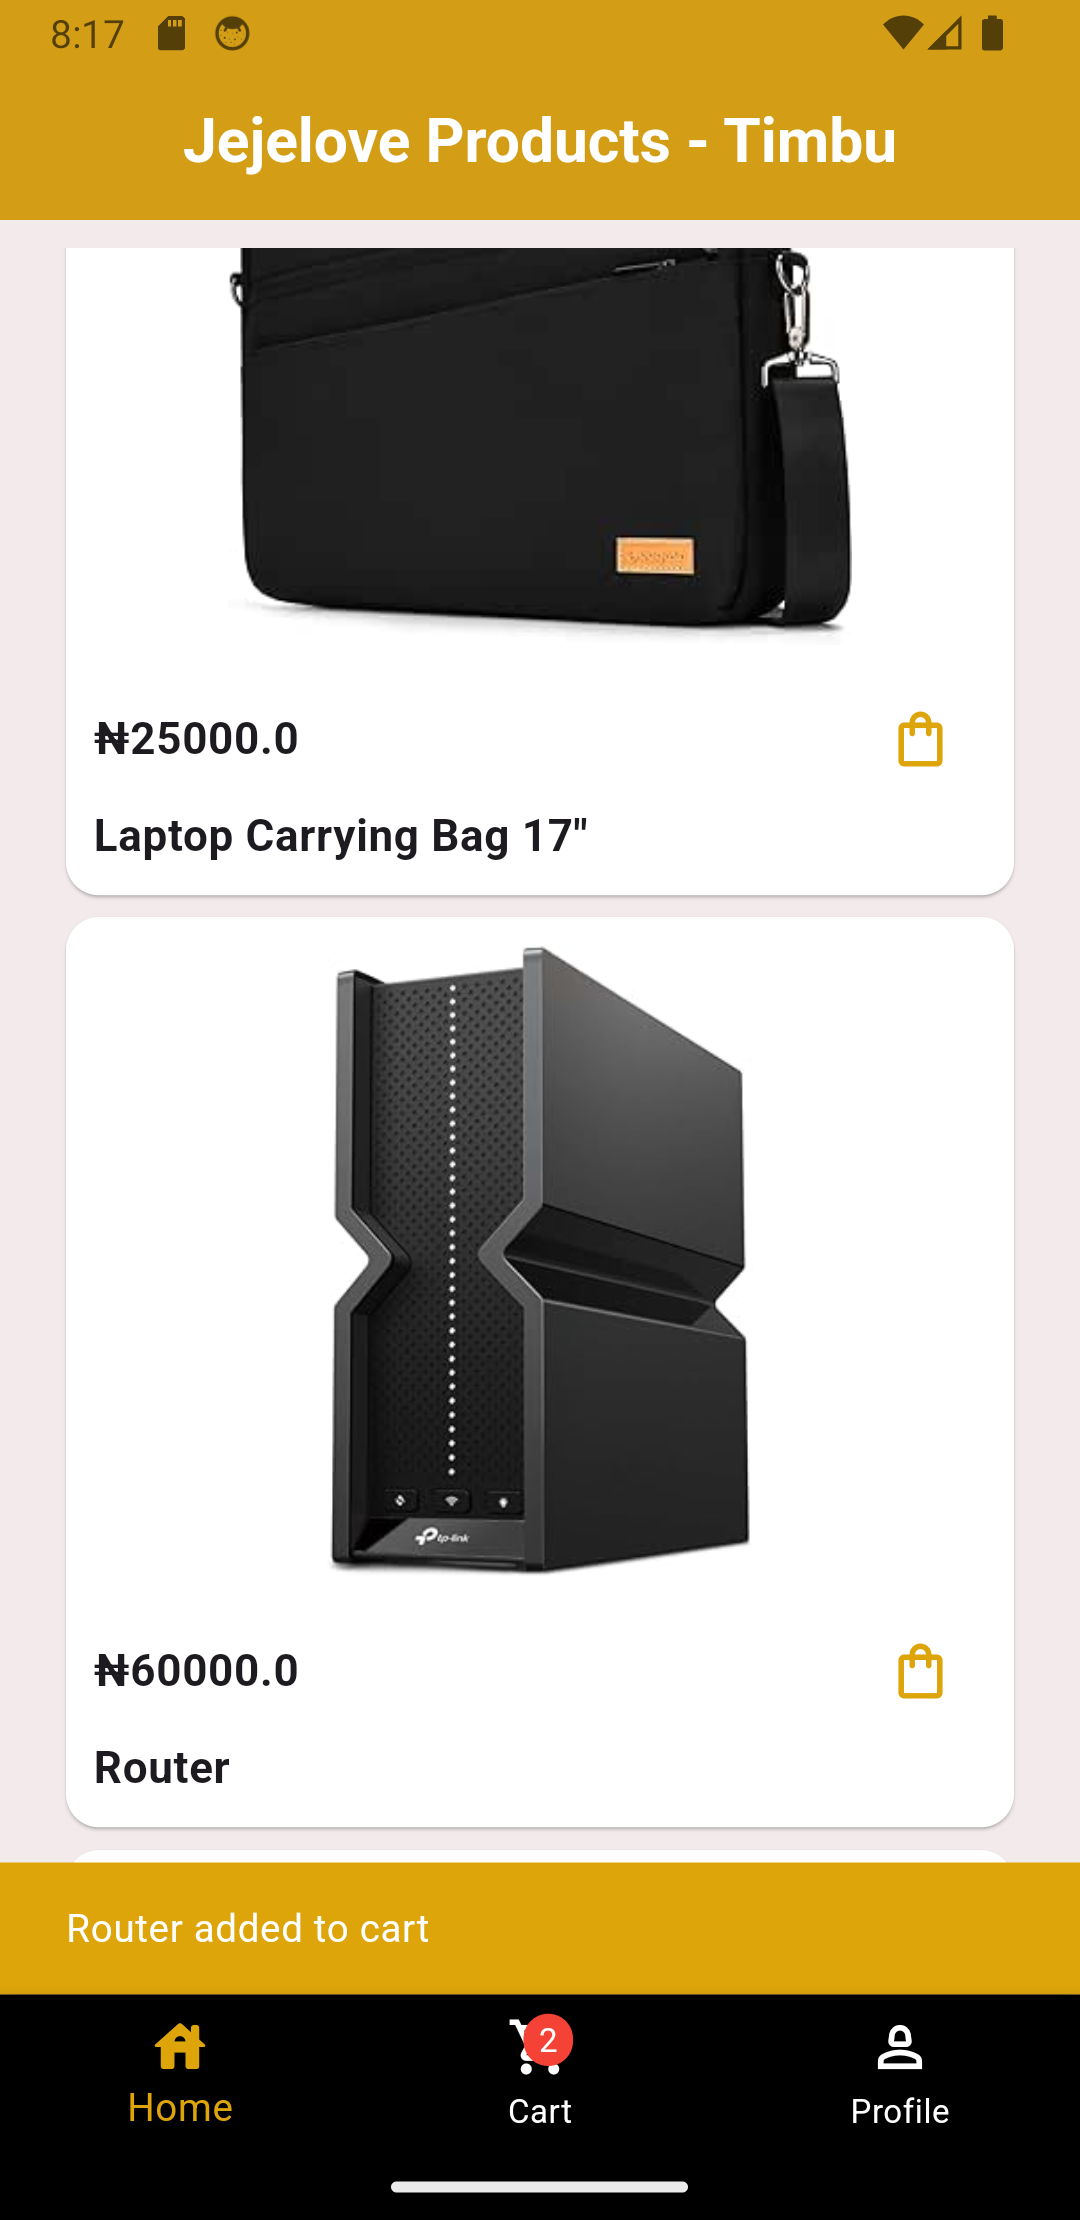 8:17
Jejelove Products - Timbu
₦25000.0
Laptop Carrying Bag 17"
tp-link
₦60000.0
Router
Router added to cart
2
Home
Cart
Profile